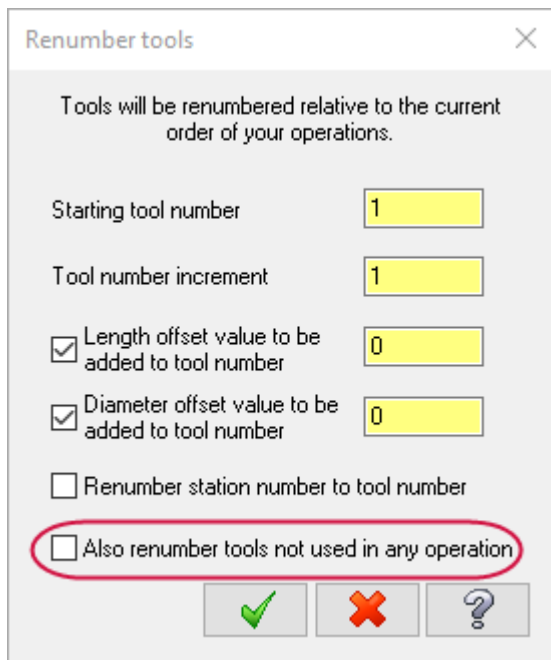 Renumber tools
Tools will be renumbered relative to the current
order of your operations.
Starting tool number 1
Tool number increment 1
Length offset value to be
added to tool number 0
Diameter offset value to be
added to tool number 0
Renumber station number to tool number
Also renumber tools not used in any operation